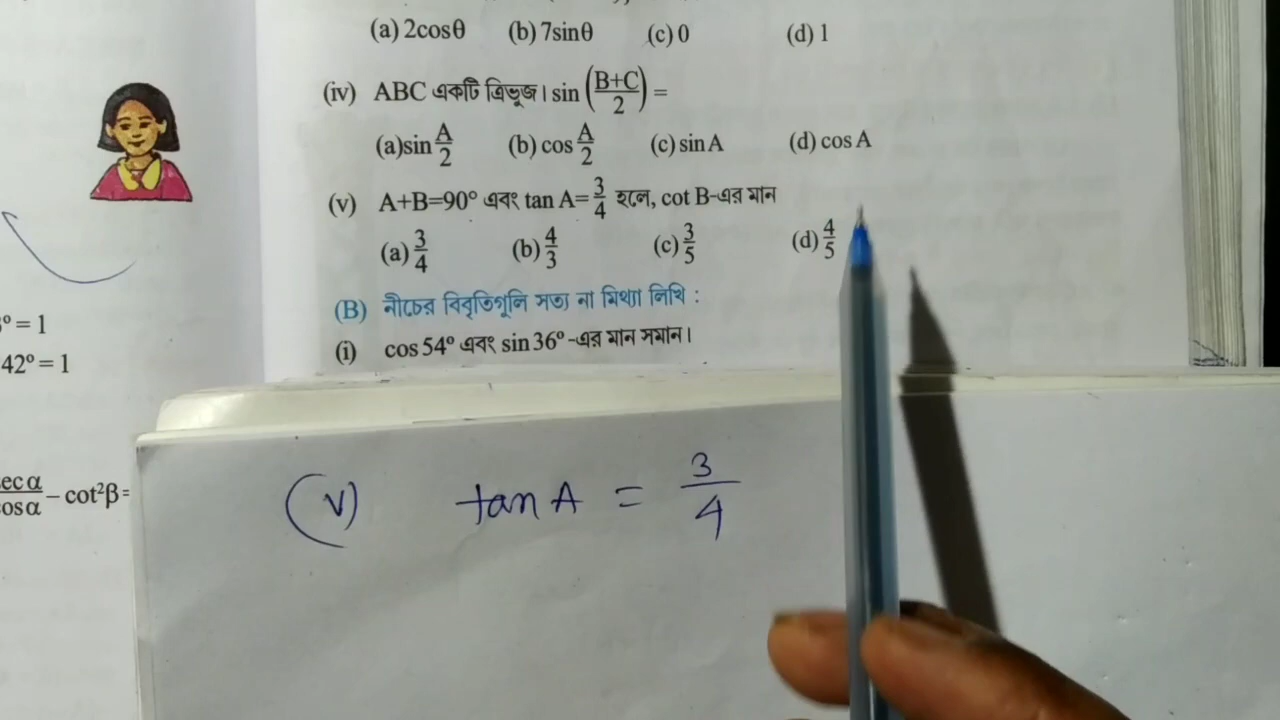 (a) 2cosθ (b) 7sinθ (c) 0 (d) 1
(iv) ABC একটি ত্রিভুজ। sin (B+C/2) =
(a)sin A/2 (b) cos A/2 (c) sin A (d) cos A
(v) A+B=90° এবং tan A= 3/4 হলে, cot B-এর মান
(a) 3/4 (b) 4/3 (c) 3/5 (d) 4/5
(B) নীচের বিবৃতিগুলি সত্য না মিথ্যা লিখি :
(i) cos 54° এবং sin 36° -এর মান সমান।
° = 1
42° = 1
– cot²β=
(v) tan A = 3/4